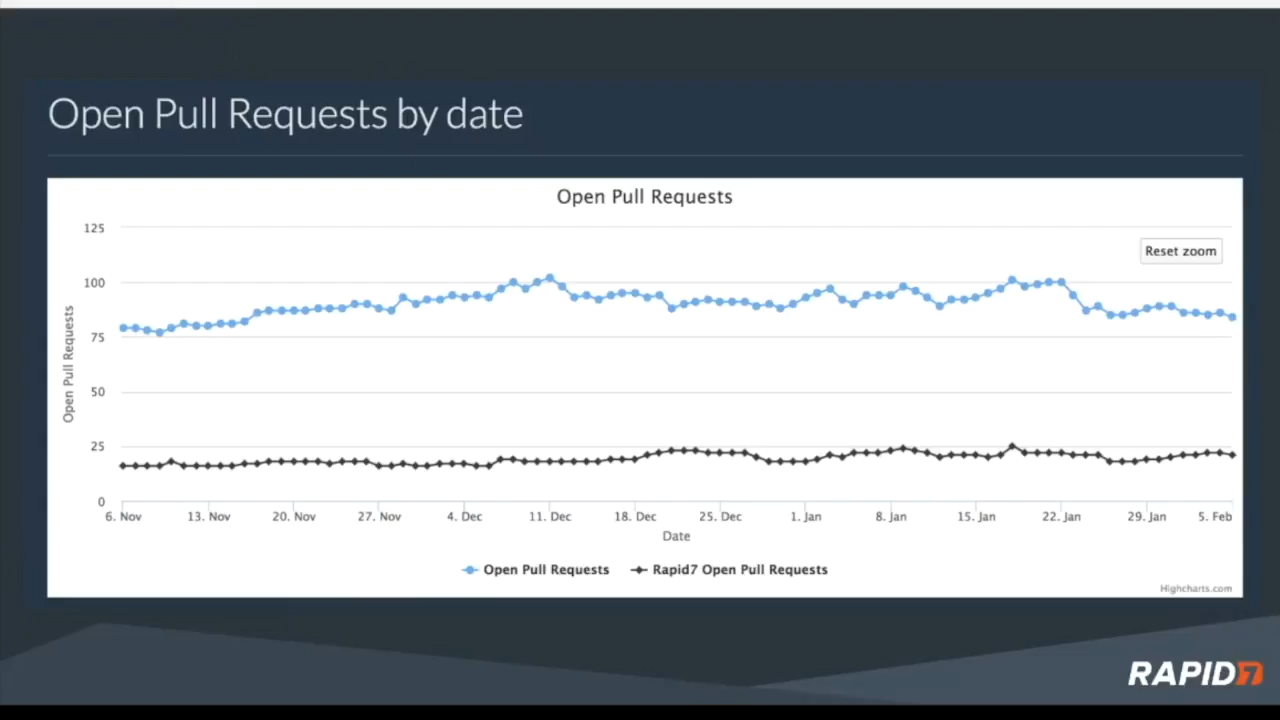 Open Pull Requests by date
Open Pull Requests
125
Reset zoom
100
75
50
25
0
Open Pull Requests
6. Nov 13. Nov 20. Nov 27. Nov 4. Dec 11. Dec 18. Dec 25. Dec 1. Jan 8. Jan 15. Jan 22. Jan 29. Jan 5. Feb
Date
Open Pull Requests Rapid7 Open Pull Requests
Highcharts.com
RAPID7